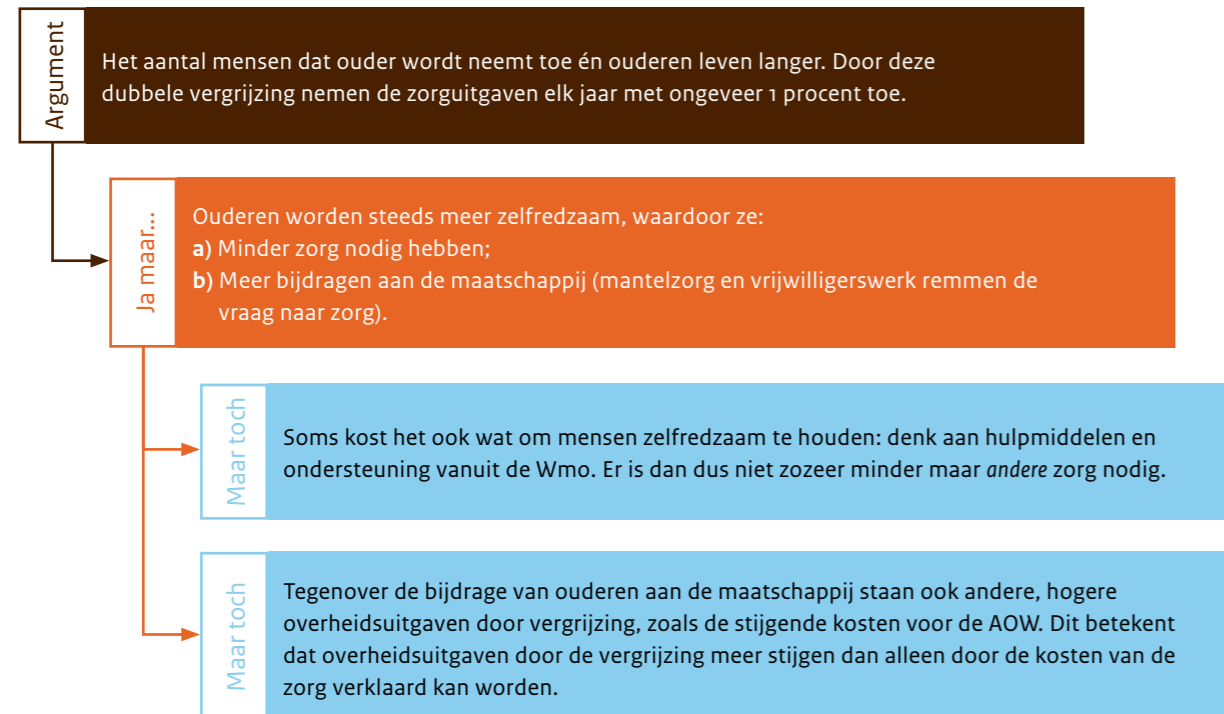 Argument
Het aantal mensen dat ouder wordt neemt toe én ouderen leven langer. Door deze
dubbele vergrijzing nemen de zorguitgaven elk jaar met ongeveer 1 procent toe.
Ja maar...
Ouderen worden steeds meer zelfredzaam, waardoor ze:
a) Minder zorg nodig hebben;
b) Meer bijdragen aan de maatschappij (mantelzorg en vrijwilligerswerk remmen de
vraag naar zorg).
Maar toch
Soms kost het ook wat om mensen zelfredzaam te houden: denk aan hulpmiddelen en
ondersteuning vanuit de Wmo. Er is dan dus niet zozeer minder maar andere zorg nodig.
Maar toch
Tegenover de bijdrage van ouderen aan de maatschappij staan ook andere, hogere
overheidsuitgaven door vergrijzing, zoals de stijgende kosten voor de AOW. Dit betekent
dat overheidsuitgaven door de vergrijzing meer stijgen dan alleen door de kosten van de
zorg verklaard kan worden.